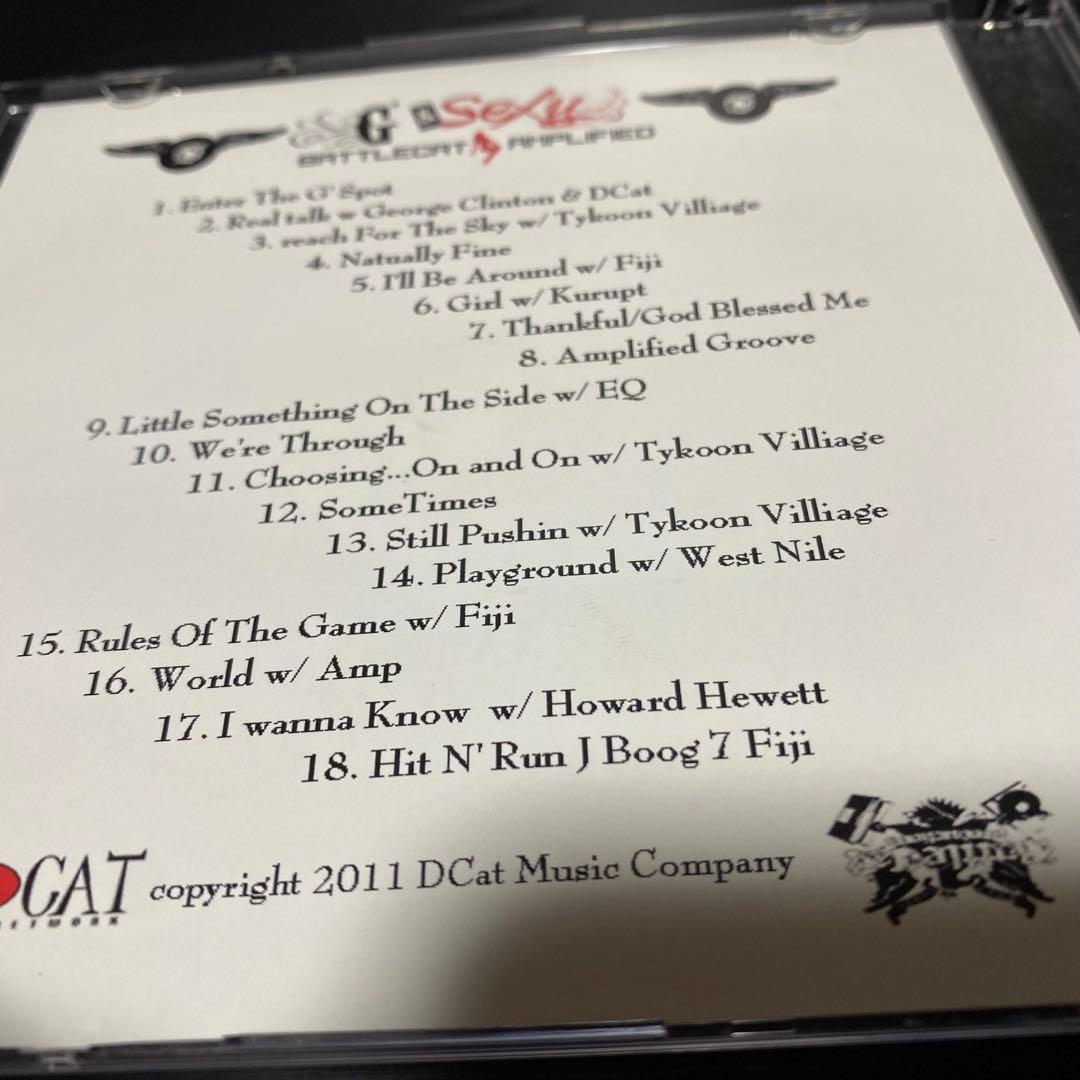 G' & Sexy
BATTLECAT AMPLIFIED
1. Enter The G' Spot
2. Real talk w George Clinton & DCat
3. reach For The Sky w/ Tykoon Villiage
4. Natually Fine
5. I'll Be Around w/ Fiji
6. Girl w/ Kurupt
7. Thankful/God Blessed Me
8. Amplified Groove
9. Little Something On The Side w/ EQ
10. We're Through
11. Choosing...On and On w/ Tykoon Villiage
12. SomeTimes
13. Still Pushin w/ Tykoon Villiage
14. Playground w/ West Nile
15. Rules Of The Game w/ Fiji
16. World w/ Amp
17. I wanna Know w/ Howard Hewett
18. Hit N' Run J Boog 7 Fiji
CAT
copyright 2011 DCat Music Company